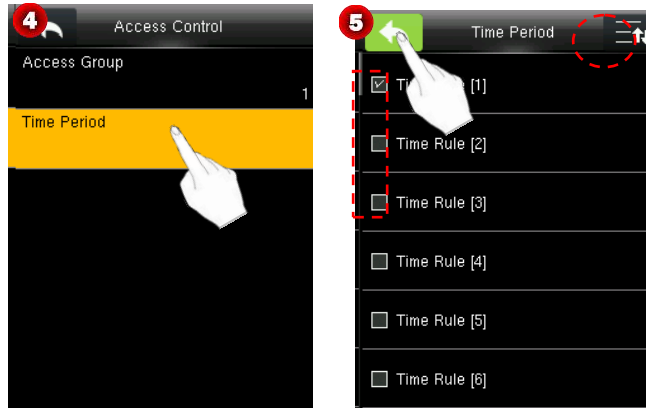 4
Access Control
Access Group
1
Time Period
5
Time Period
Time Rule [1]
Time Rule [2]
Time Rule [3]
Time Rule [4]
Time Rule [5]
Time Rule [6]